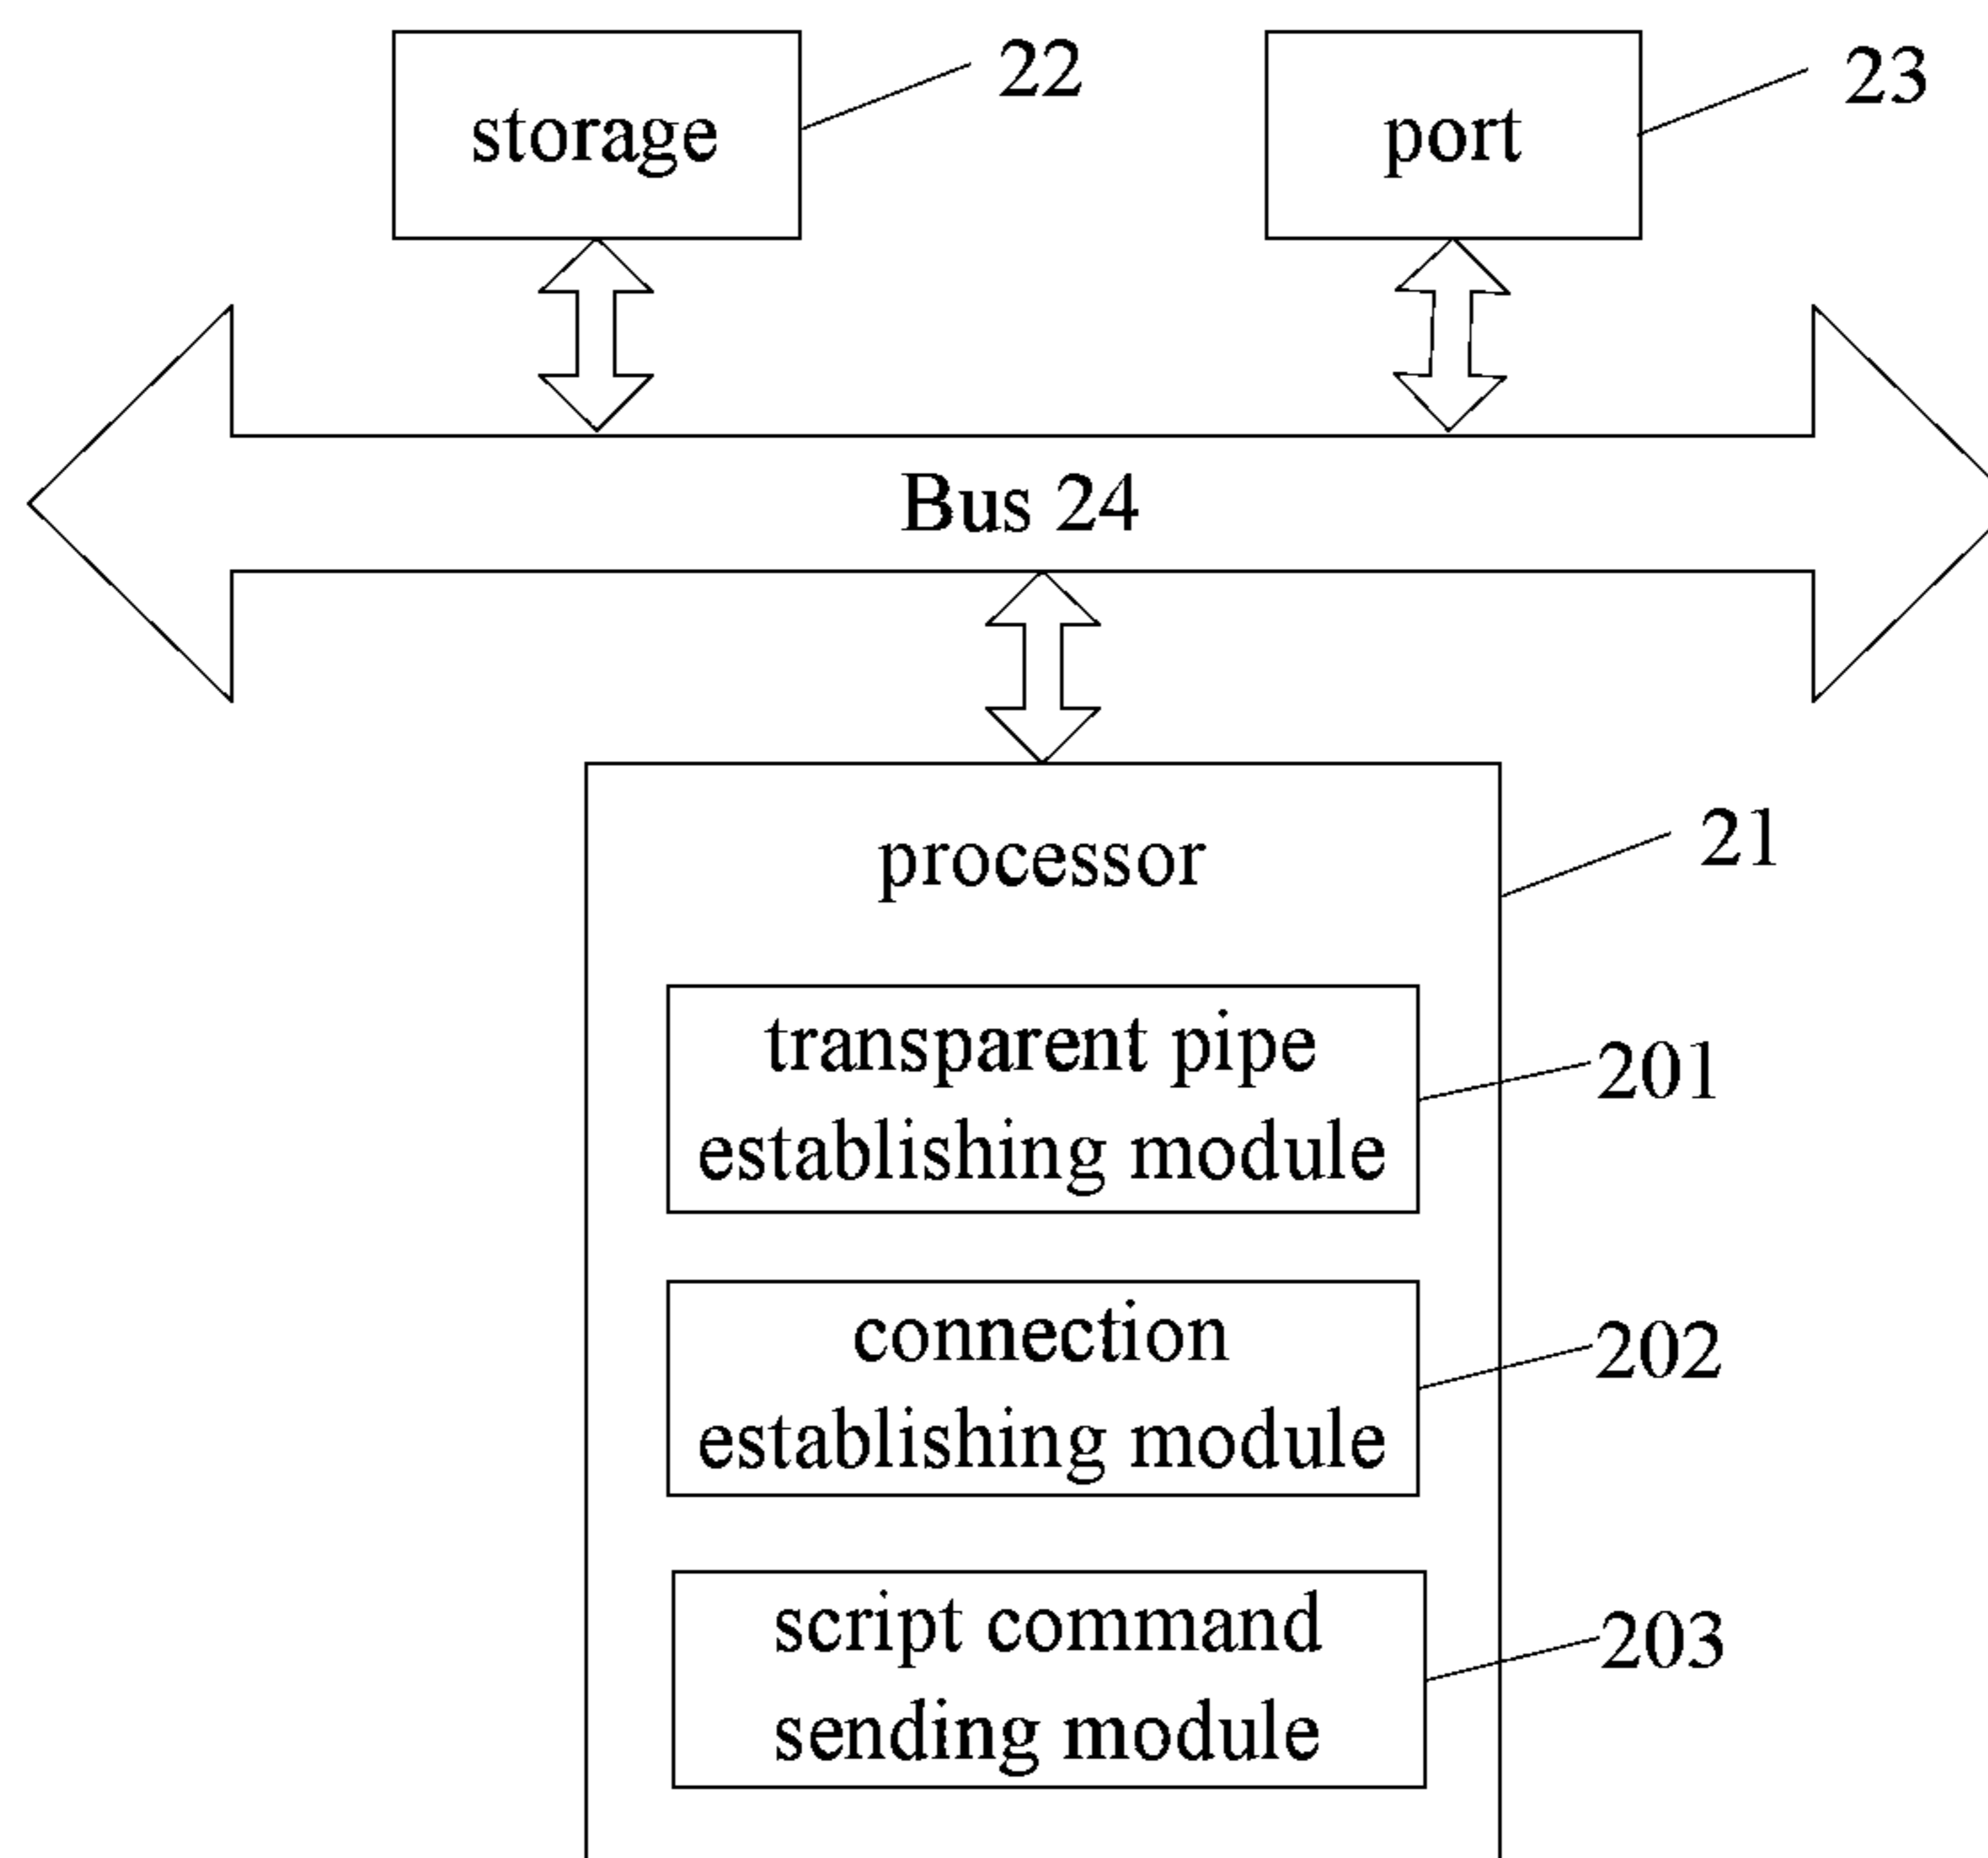 storage
22
port
23
Bus 24
processor
21
transparent pipe
establishing module
201
connection
establishing module
202
script command
sending module
203